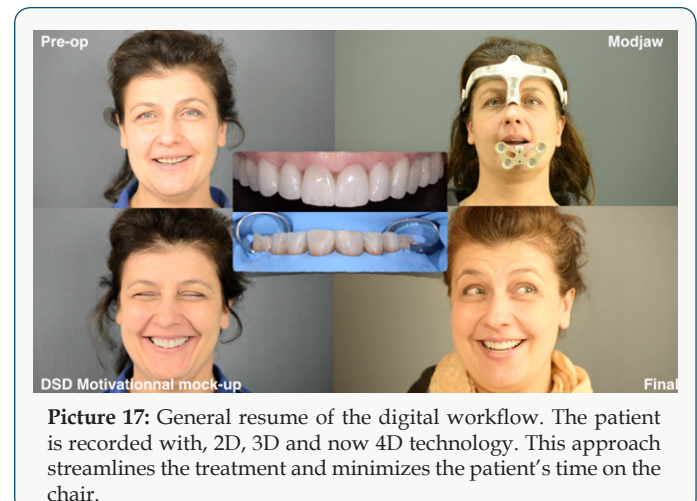 Pre-op
Modjaw
DSD Motivationnal mock-up
Final
Picture 17: General resume of the digital workflow. The patient
is recorded with, 2D, 3D and now 4D technology. This approach
streamlines the treatment and minimizes the patient's time on the
chair.